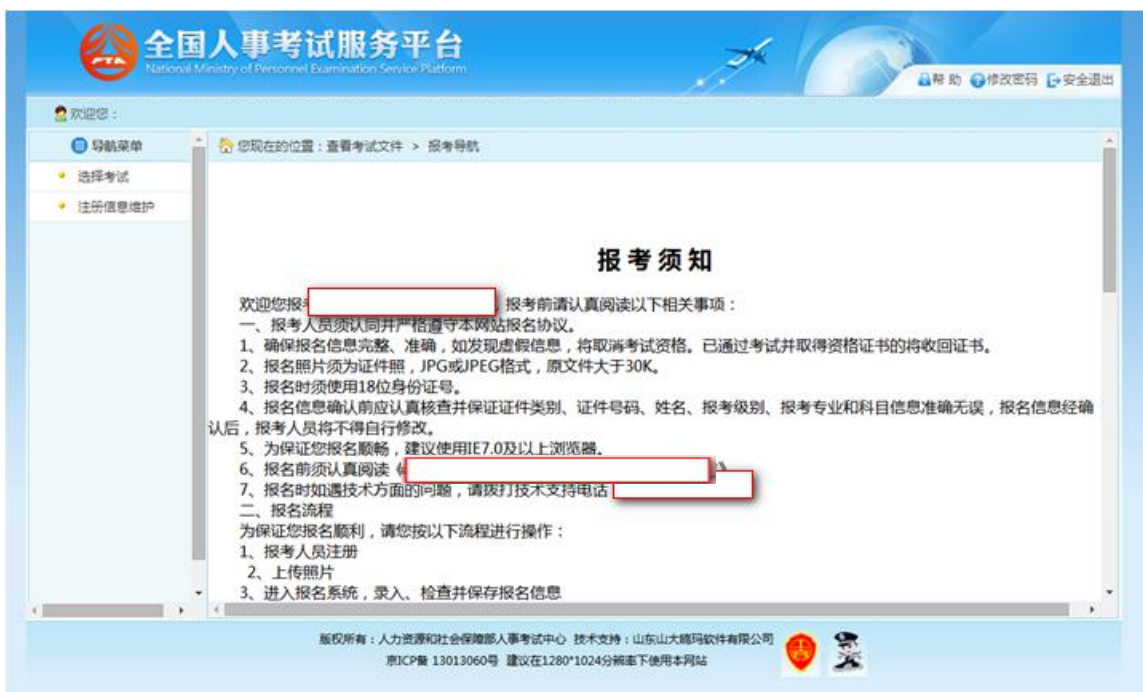 PTA
全国人事考试服务平台
National Ministry of Personnel Examination Service Platform
帮 助 修改密码 安全退出
欢迎您：
导航菜单
您现在的位置：查看考试文件 > 报考导航
选择考试
注册信息维护
报考须知
欢迎您报 报考前请认真阅读以下相关事项：
一、报考人员须认同并严格遵守本网站报名协议。
1、确保报名信息完整、准确，如发现虚假信息，将取消考试资格。已通过考试并取得资格证书的将收回证书。
2、报名照片须为证件照，JPG或JPEG格式，原文件大于30K。
3、报名时须使用18位身份证号。
4、报名信息确认前应认真核查并保证证件类别、证件号码、姓名、报考级别、报考专业和科目信息准确无误，报名信息经确
认后，报考人员将不得自行修改。
5、为保证您报名顺畅，建议使用IE7.0及以上浏览器。
6、报名前须认真阅读《 》
7、报名时如遇技术方面的问题，请拨打技术支持电话
二、报名流程
为保证您报名顺利，请您按以下流程进行操作：
1、报考人员注册
2、上传照片
3、进入报名系统，录入、检查并保存报名信息
版权所有：人力资源和社会保障部人事考试中心 技术支持：山东山大鸥玛软件有限公司
京ICP备 13013060号 建议在1280*1024分辨率下使用本网站